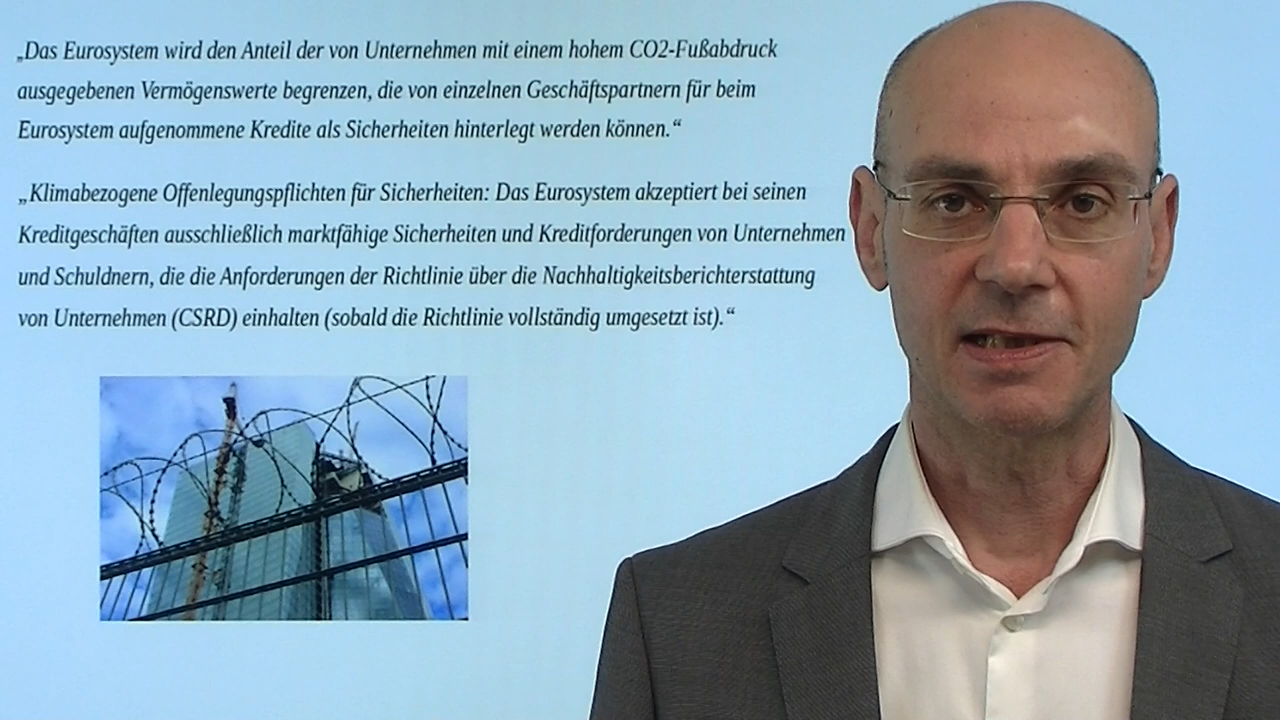 „Das Eurosystem wird den Anteil der von Unternehmen mit einem hohem CO2-Fußabdruck
ausgegebenen Vermögenswerte begrenzen, die von einzelnen Geschäftspartnern für beim
Eurosystem aufgenommene Kredite als Sicherheiten hinterlegt werden können.“
„Klimabezogene Offenlegungspflichten für Sicherheiten: Das Eurosystem akzeptiert bei seinen
Kreditgeschäften ausschließlich marktfähige Sicherheiten und Kreditforderungen von Unternehmen
und Schuldnern, die die Anforderungen der Richtlinie über die Nachhaltigkeitsberichterstattung
von Unternehmen (CSRD) einhalten (sobald die Richtlinie vollständig umgesetzt ist).“